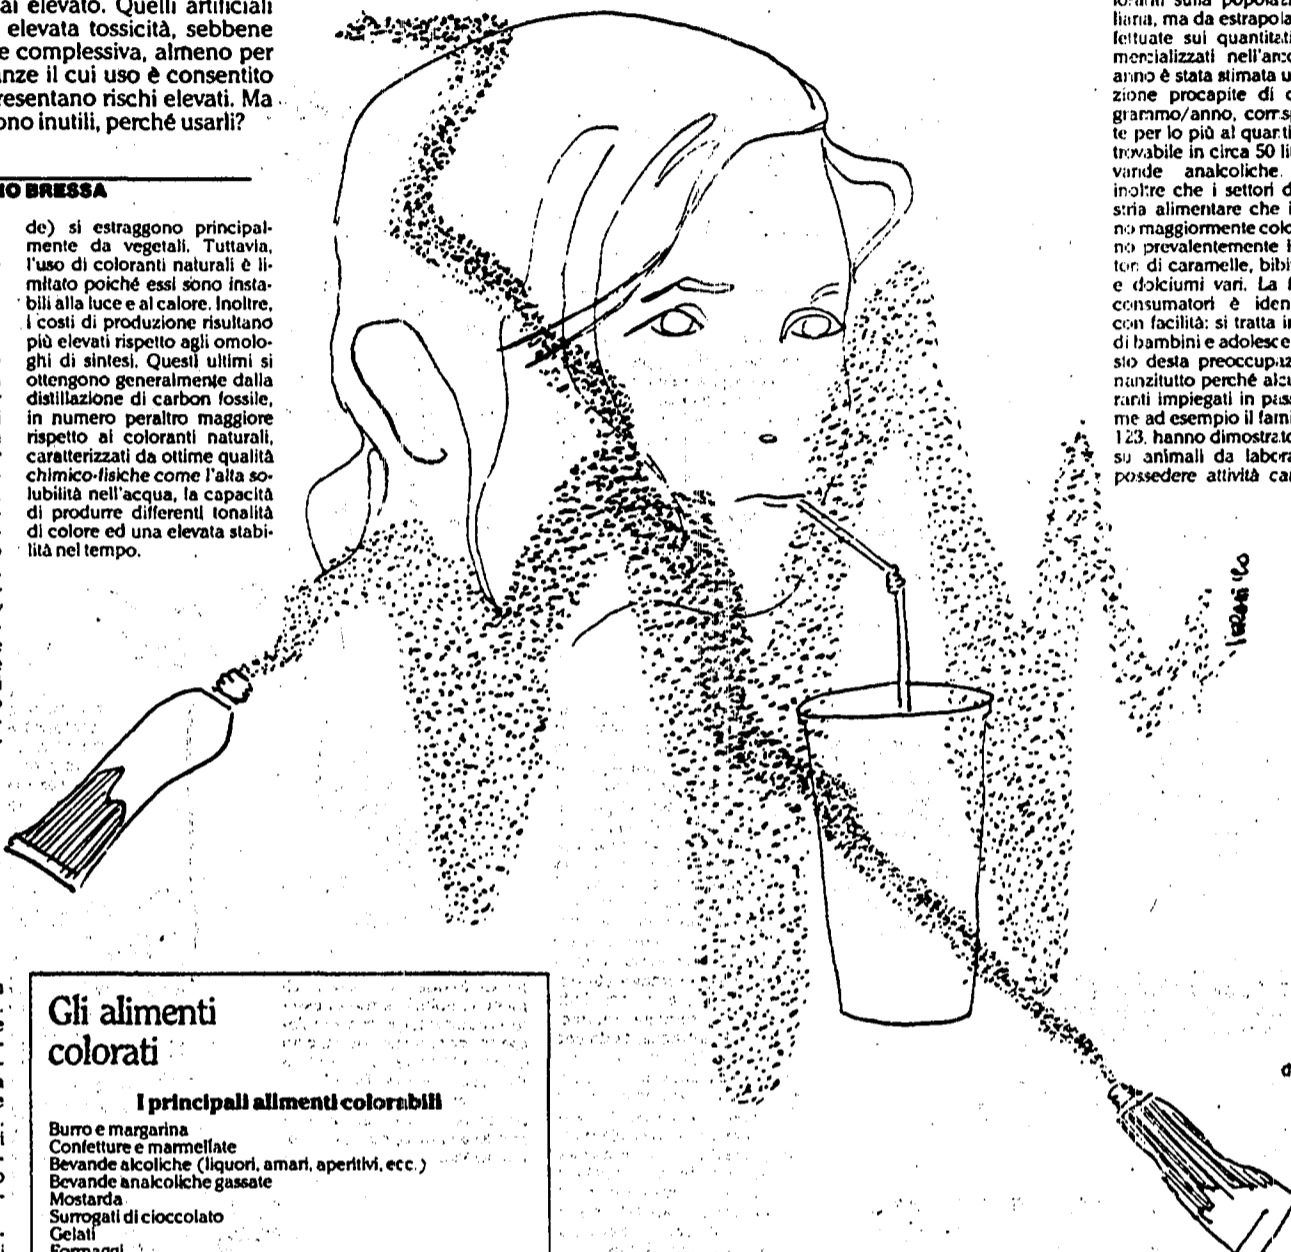 ai elevato. Quelli artificiali
elevata tossicità, sebbene
e complessiva, almeno per
nze il cui uso è consentito
resentano rischi elevati. Ma
ono inutili, perché usarli?
IO BRESSA
de) si estraggono principal-
mente da vegetali. Tuttavia,
l'uso di coloranti naturali è li-
mitato poiché essi sono insta-
bili alla luce e al calore. Inoltre,
i costi di produzione risultano
più elevati rispetto agli omolo-
ghi di sintesi. Questi ultimi si
ottengono generalmente dalla
distillazione di carbon fossile,
in numero peraltro maggiore
rispetto ai coloranti naturali,
caratterizzati da ottime qualità
chimico-fisiche come l'alta so-
lubilità nell'acqua, la capacità
di produrre differenti tonalità
di colore ed una elevata stabi-
lità nel tempo.
Gli alimenti
colorati
I principali alimenti colorabili
Burro e margarina
Confetture e marmellate
Bevande alcoliche (liquori, amari, aperitivi, ecc.)
Bevande analcoliche gassate
Mostarda
Surrogati di cioccolato
Gelati
Formaggi
loranti sulla popolazi
liana, ma da estrapola
fettuate sui quantitati
mercializzati nell'arco
anno è stata stimata u
zione procapite di c
grammo/anno, corrisp
te per lo più al quanti
trovabile in circa 50 li
vande analcoliche.
inoltre che i settori d
stria alimentare che i
no maggiormente colo
no prevalentemente
tori di caramelle, bibi
e dolciumi vari. La
consumatori è iden
con facilità: si tratta in
di bambini e adolesce
sto desta preoccupaz
nanzitutto perché alcu
ranti impiegati in pass
me ad esempio il fami
123, hanno dimostrato
su animali da labora
possedere attività can
d